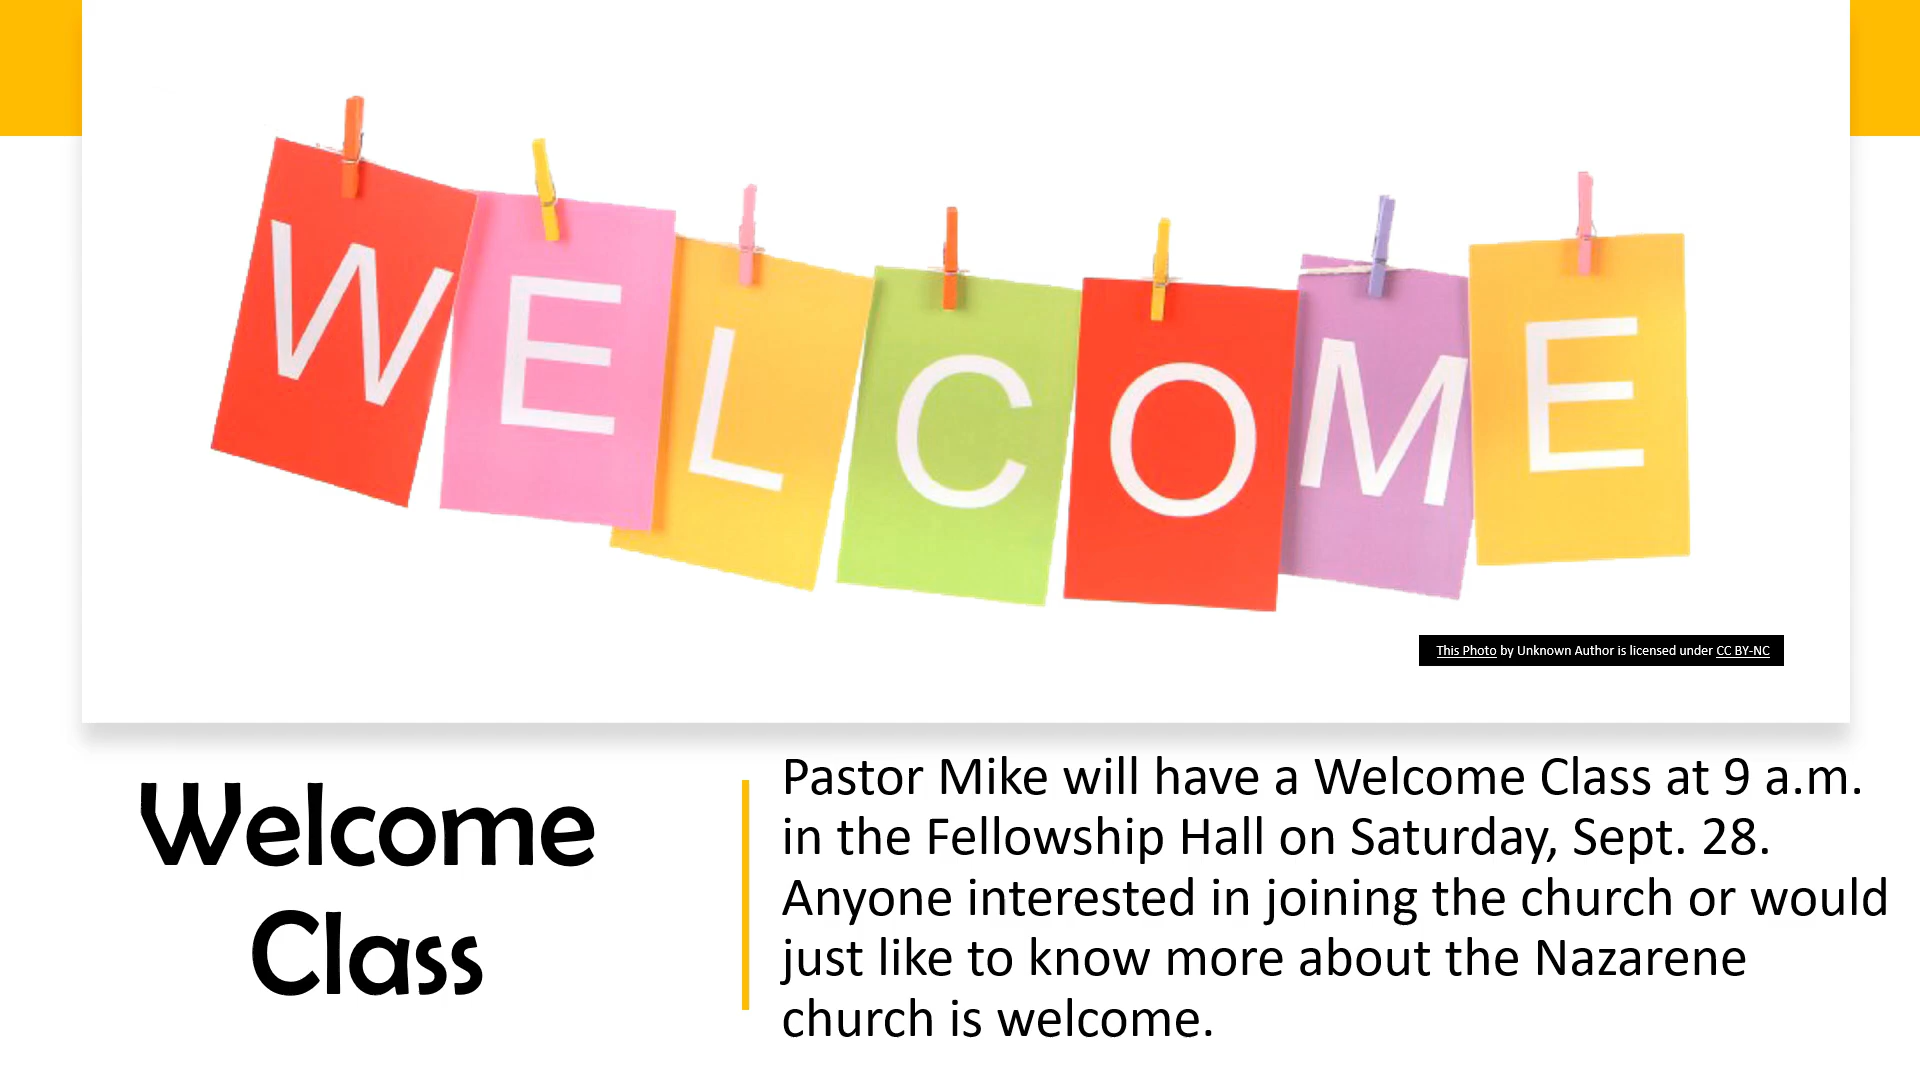 WELCOME
This Photo by Unknown Author is licensed under CC BY-NC
Welcome
Class
Pastor Mike will have a Welcome Class at 9 a.m.
in the Fellowship Hall on Saturday, Sept. 28.
Anyone interested in joining the church or would
just like to know more about the Nazarene
church is welcome.